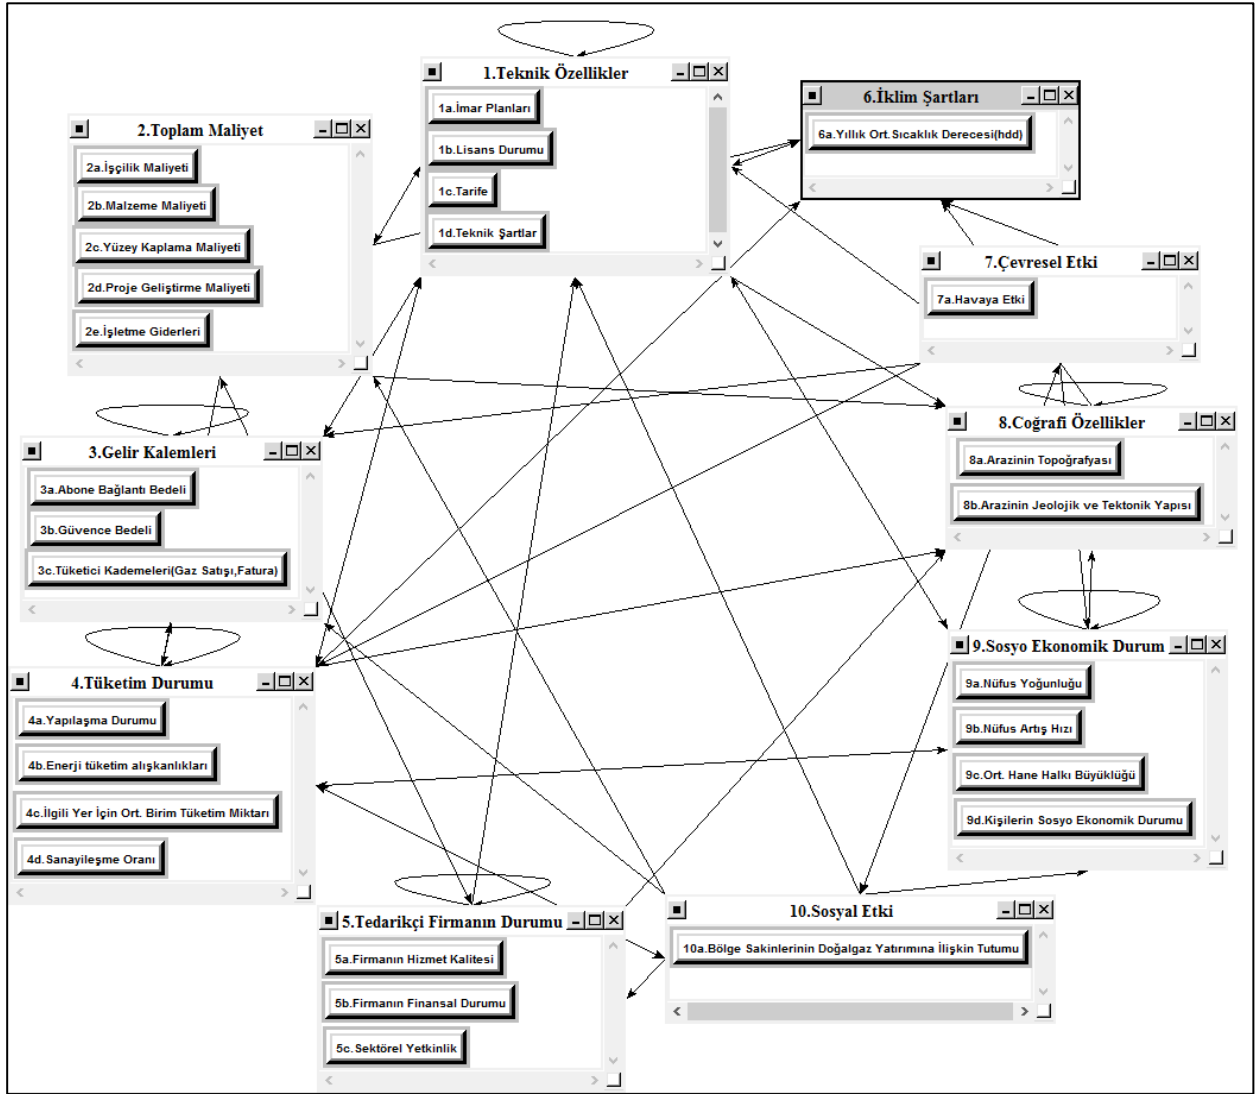 1.Teknik Özellikler
1a.İmar Planları
1b.Lisans Durumu
1c.Tarife
1d.Teknik Şartlar
2.Toplam Maliyet
2a.İşçilik Maliyeti
2b.Malzeme Maliyeti
2c.Yüzey Kaplama Maliyeti
2d.Proje Geliştirme Maliyeti
2e.İşletme Giderleri
3.Gelir Kalemleri
3a.Abone Bağlantı Bedeli
3b.Güvence Bedeli
3c.Tüketici Kademeleri(Gaz Satışı,Fatura)
4.Tüketim Durumu
4a.Yapılaşma Durumu
4b.Enerji tüketim alışkanlıkları
4c.İlgili Yer İçin Ort. Birim Tüketim Miktarı
4d.Sanayileşme Oranı
5.Tedarikçi Firmanın Durumu
5a.Firmanın Hizmet Kalitesi
5b.Firmanın Finansal Durumu
5c.Sektörel Yetkinlik
6.İklim Şartları
6a.Yıllık Ort.Sıcaklık Derecesi(hdd)
7.Çevresel Etki
7a.Havaya Etki
8.Coğrafi Özellikler
8a.Arazinin Topoğrafyası
8b.Arazinin Jeolojik ve Tektonik Yapısı
9.Sosyo Ekonomik Durum
9a.Nüfus Yoğunluğu
9b.Nüfus Artış Hızı
9c.Ort. Hane Halkı Büyüklüğü
9d.Kişilerin Sosyo Ekonomik Durumu
10.Sosyal Etki
10a.Bölge Sakinlerinin Doğalgaz Yatırımına İlişkin Tutumu